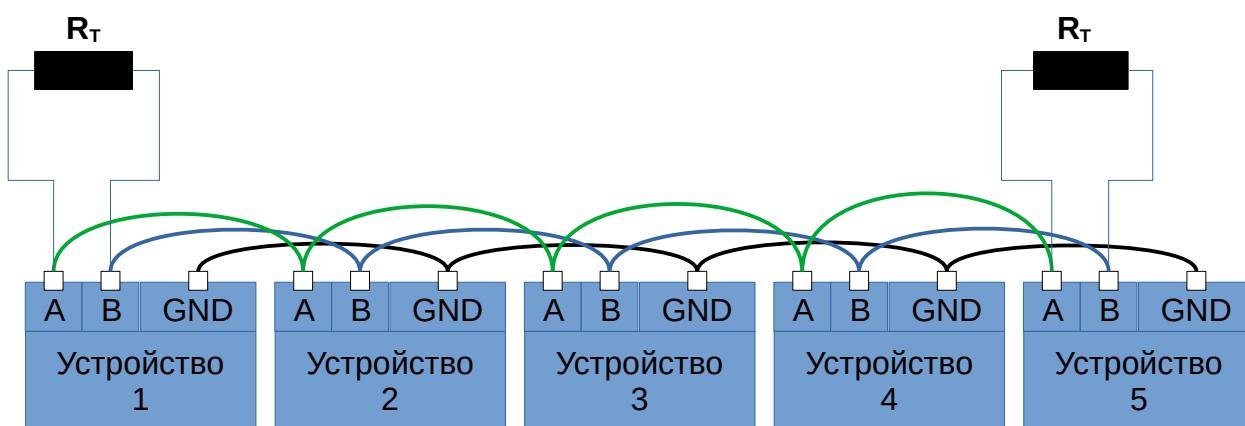 RT RT
A B GND A B GND A B GND A B GND A B GND
Устройство Устройство Устройство Устройство Устройство
1 2 3 4 5